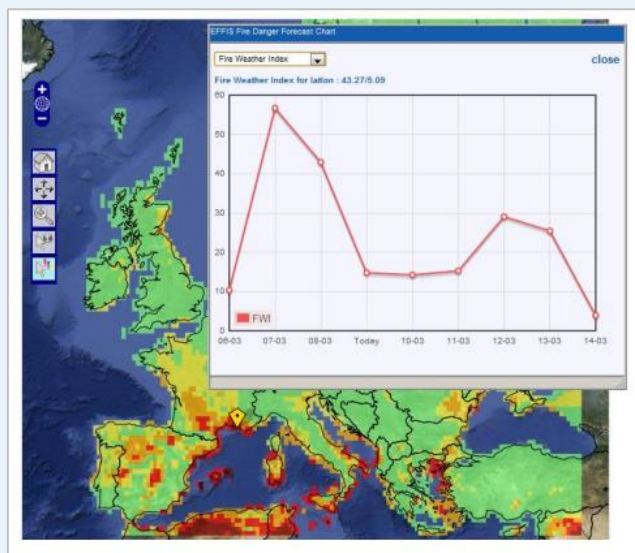 EFFIS Fire Danger Forecast Chart
Fire Weather Index
close
Fire Weather Index for latlon : 43.27/5.09
60
50
40
30
20
10
0
FWI
06-03 07-03 08-03 Today 10-03 11-03 12-03 13-03 14-03